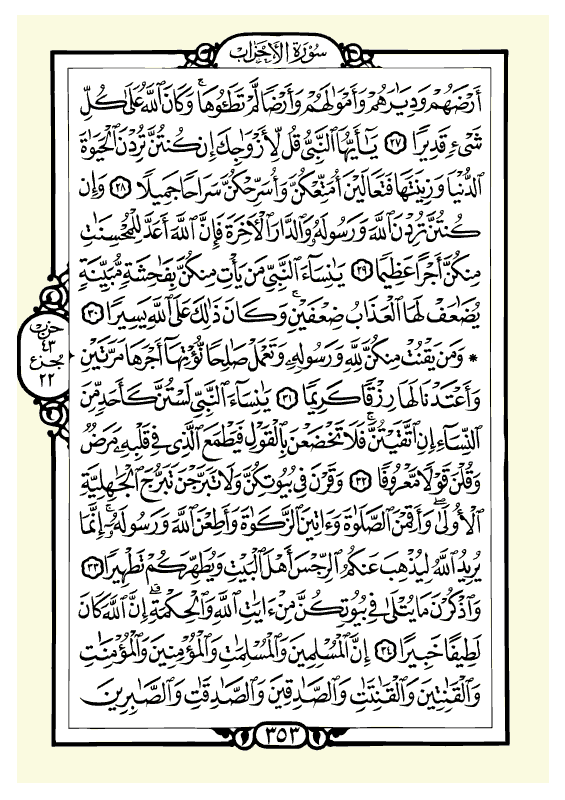 سورة الأحزاب
أَرْضَهُمْ وَدِيَٰرَهُمْ وَأَمْوَٰلَهُمْ وَأَرْضًا لَّمْ تَطَـُٔوهَا ۚ وَكَانَ ٱللَّهُ عَلَىٰ كُلِّ
شَىْءٍ قَدِيرًا ٢٧ يَـٰٓأَيُّهَا ٱلنَّبِىُّ قُل لِّأَزْوَٰجِكَ إِن كُنتُنَّ تُرِدْنَ ٱلْحَيَوٰةَ
ٱلدُّنْيَا وَزِينَتَهَا فَتَعَالَيْنَ أُمَتِّعْكُنَّ وَأُسَرِّحْكُنَّ سَرَاحًا جَمِيلًا ٢٨ وَإِن
كُنتُنَّ تُرِدْنَ ٱللَّهَ وَرَسُولَهُۥ وَٱلدَّارَ ٱلْـَٔاخِرَةَ فَإِنَّ ٱللَّهَ أَعَدَّ لِلْمُحْسِنَٰتِ
مِنكُنَّ أَجْرًا عَظِيمًا ٢٩ يَـٰنِسَآءَ ٱلنَّبِىِّ مَن يَأْتِ مِنكُنَّ بِفَـٰحِشَةٍ مُّبَيِّنَةٍ
يُضَـٰعَفْ لَهَا ٱلْعَذَابُ ضِعْفَيْنِ ۚ وَكَانَ ذَٰلِكَ عَلَى ٱللَّهِ يَسِيرًا ٣٠
* وَمَن يَقْنُتْ مِنكُنَّ لِلَّهِ وَرَسُولِهِۦ وَتَعْمَلْ صَـٰلِحًا نُّؤْتِهَآ أَجْرَهَا مَرَّتَيْنِ
وَأَعْتَدْنَا لَهَا رِزْقًا كَرِيمًا ٣١ يَـٰنِسَآءَ ٱلنَّبِىِّ لَسْتُنَّ كَأَحَدٍ مِّنَ
ٱلنِّسَآءِ إِنِ ٱتَّقَيْتُنَّ ۚ فَلَا تَخْضَعْنَ بِٱلْقَوْلِ فَيَطْمَعَ ٱلَّذِى فِى قَلْبِهِۦ مَرَضٌ
وَقُلْنَ قَوْلًا مَّعْرُوفًا ٣٢ وَقَرْنَ فِى بُيُوتِكُنَّ وَلَا تَبَرَّجْنَ تَبَرُّجَ ٱلْجَـٰهِلِيَّةِ
ٱلْأُولَىٰ ۖ وَأَقِمْنَ ٱلصَّلَوٰةَ وَءَاتِينَ ٱلزَّكَوٰةَ وَأَطِعْنَ ٱللَّهَ وَرَسُولَهُۥٓ ۚ إِنَّمَا
يُرِيدُ ٱللَّهُ لِيُذْهِبَ عَنكُمُ ٱلرِّجْسَ أَهْلَ ٱلْبَيْتِ وَيُطَهِّرَكُمْ تَطْهِيرًا ٣٣
وَٱذْكُرْنَ مَا يُتْلَىٰ فِى بُيُوتِكُنَّ مِنْ ءَايَـٰتِ ٱللَّهِ وَٱلْحِكْمَةِ ۚ إِنَّ ٱللَّهَ كَانَ
لَطِيفًا خَبِيرًا ٣٤ إِنَّ ٱلْمُسْلِمِينَ وَٱلْمُسْلِمَـٰتِ وَٱلْمُؤْمِنِينَ وَٱلْمُؤْمِنَـٰتِ
وَٱلْقَـٰنِتِينَ وَٱلْقَـٰنِتَـٰتِ وَٱلصَّـٰدِقِينَ وَٱلصَّـٰدِقَـٰتِ وَٱلصَّـٰبِرِينَ
حزب
٤٣
جزء
٢٢
٣٥٣